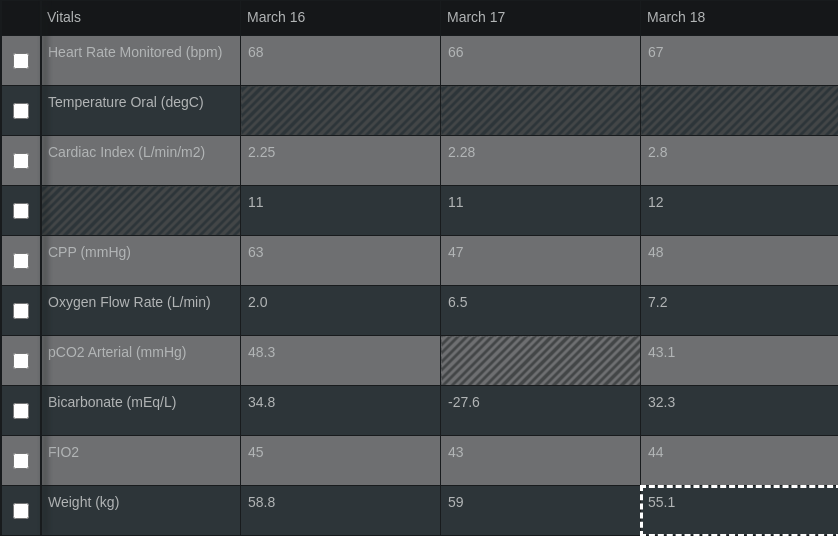 Vitals March 16 March 17 March 18
Heart Rate Monitored (bpm) 68 66 67
Temperature Oral (degC)
Cardiac Index (L/min/m2) 2.25 2.28 2.8
11 11 12
CPP (mmHg) 63 47 48
Oxygen Flow Rate (L/min) 2.0 6.5 7.2
pCO2 Arterial (mmHg) 48.3 43.1
Bicarbonate (mEq/L) 34.8 -27.6 32.3
FIO2 45 43 44
Weight (kg) 58.8 59 55.1